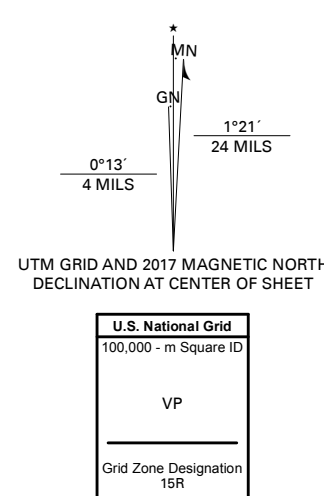 ★
MN
GN
1°21´
24 MILS
0°13´
4 MILS
UTM GRID AND 2017 MAGNETIC NORTH
DECLINATION AT CENTER OF SHEET
U.S. National Grid
100,000 - m Square ID
VP
Grid Zone Designation
15R